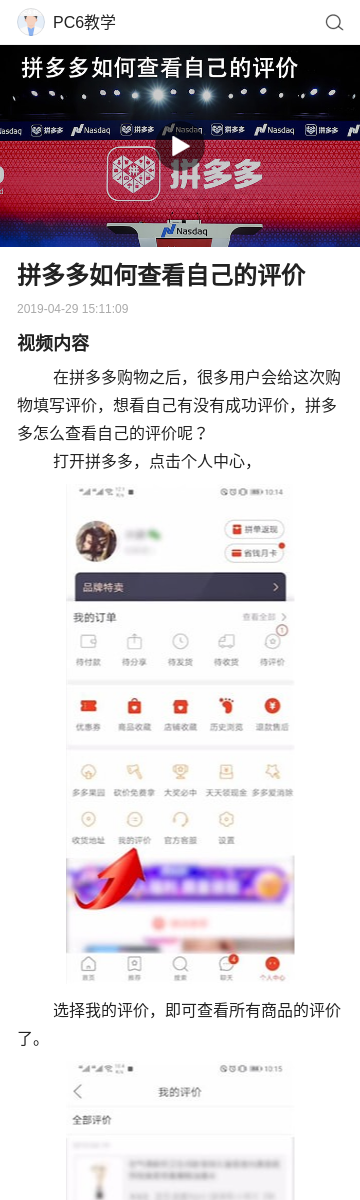 PC6教学
拼多多如何查看自己的评价
Nasdaq 拼多多 Nasdaq 拼多多 拼多多 Nasdaq 拼多多
拼多多
Nasdaq
拼多多如何查看自己的评价
2019-04-29 15:11:09
视频内容
在拼多多购物之后，很多用户会给这次购
物填写评价，想看自己有没有成功评价，拼多
多怎么查看自己的评价呢？
打开拼多多，点击个人中心，
10:14
拼单返现
省钱月卡
品牌特卖
我的订单 查看全部
1
待付款 待分享 待发货 待收货 待评价
优惠券 商品收藏 店铺收藏 历史浏览 退款售后
多多果园 砍价免费拿 大奖必中 天天领现金 多多爱消除
收货地址 我的评价 官方客服 设置
4
首页 推荐 搜索 聊天 个人中心
选择我的评价，即可查看所有商品的评价
了。
10:15
我的评价
全部评价